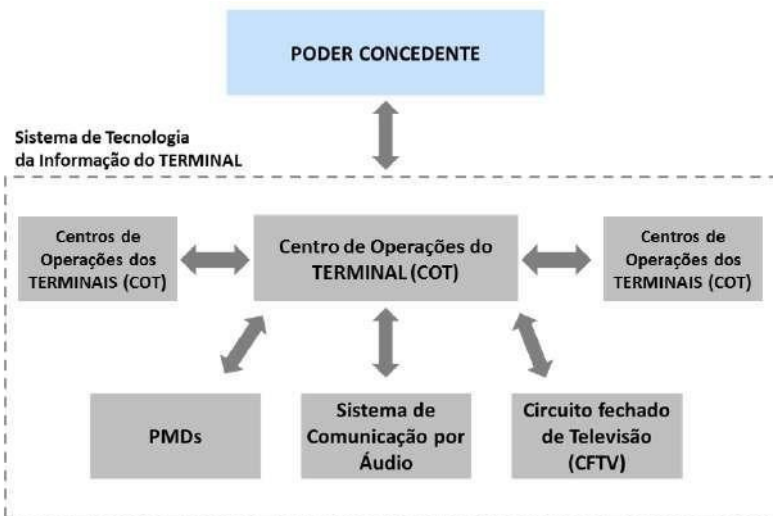 PODER CONCEDENTE
Sistema de Tecnologia
da Informação do TERMINAL
Centros de
Operações dos
TERMINAIS (COT)
Centro de Operações do
TERMINAL (COT)
Centros de
Operações dos
TERMINAIS (COT)
PMDs
Sistema de
Comunicação por
Áudio
Circuito fechado
de Televisão
(CFTV)